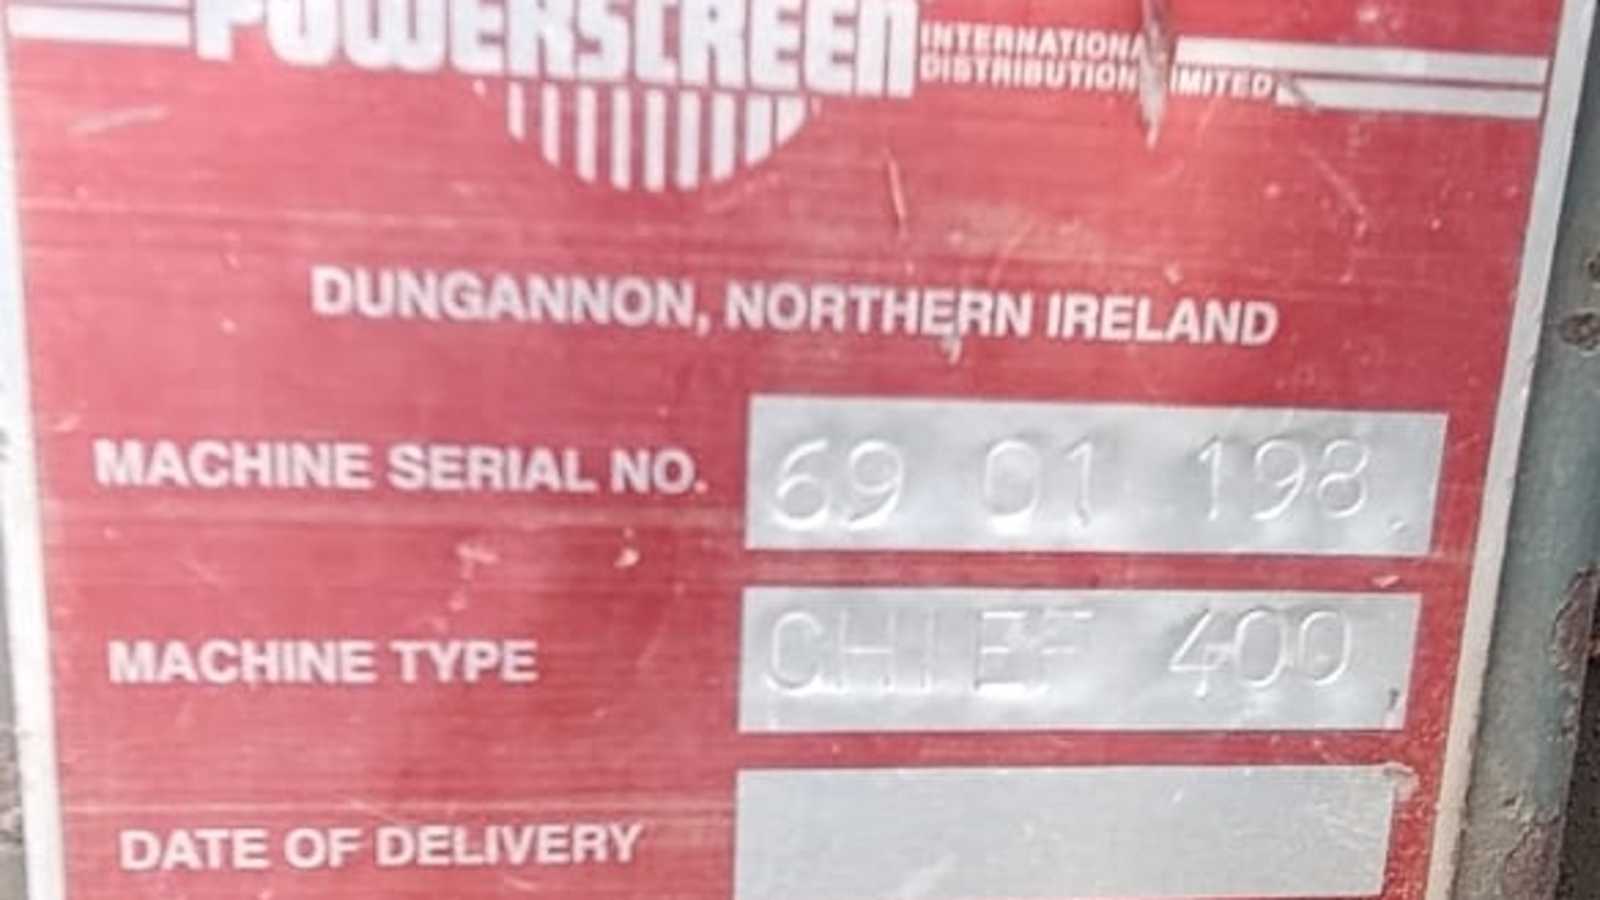 POWERSCREEN INTERNATIONAL
DISTRIBUTION LIMITED
DUNGANNON, NORTHERN IRELAND
MACHINE SERIAL NO. 69 01 198
MACHINE TYPE CHIEF 400
DATE OF DELIVERY